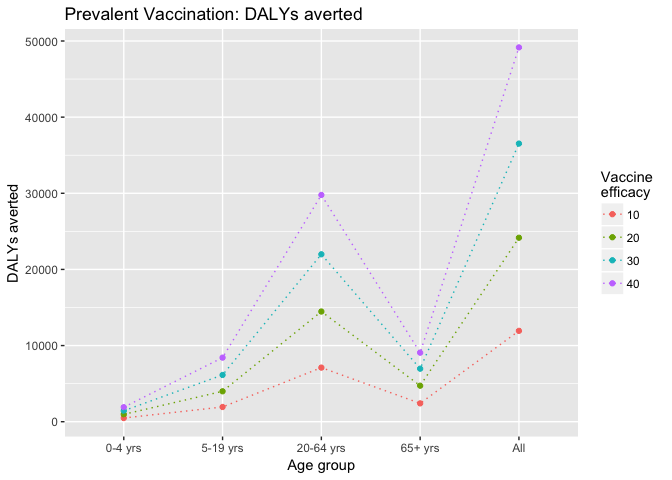 Prevalent Vaccination: DALYs averted
50000
40000
30000
20000
10000
0
DALYs averted
0-4 yrs
5-19 yrs
20-64 yrs
65+ yrs
All
Age group
Vaccine
efficacy
10
20
30
40